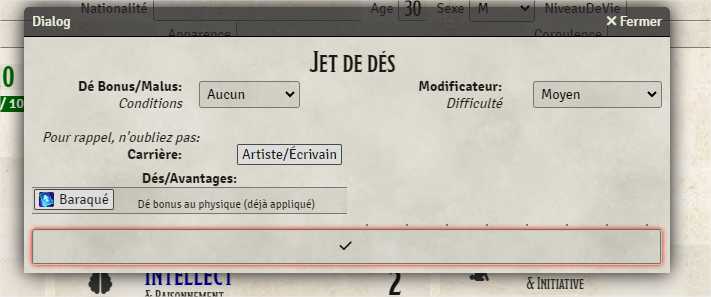 Nationalité Age 30 Sexe M NiveauDeVie
Dialog Fermer
Apparence Corpulence
JET DE DÉS
0
/ 10
Dé Bonus/Malus: Aucun Modificateur: Moyen
Conditions Difficulté
Pour rappel, n'oubliez pas:
Carrière: Artiste/Écrivain
Dés/Avantages:
Baraqué Dé bonus au physique (déjà appliqué)
INTELLECT 2
& RAISONNEMENT & INITIATIVE